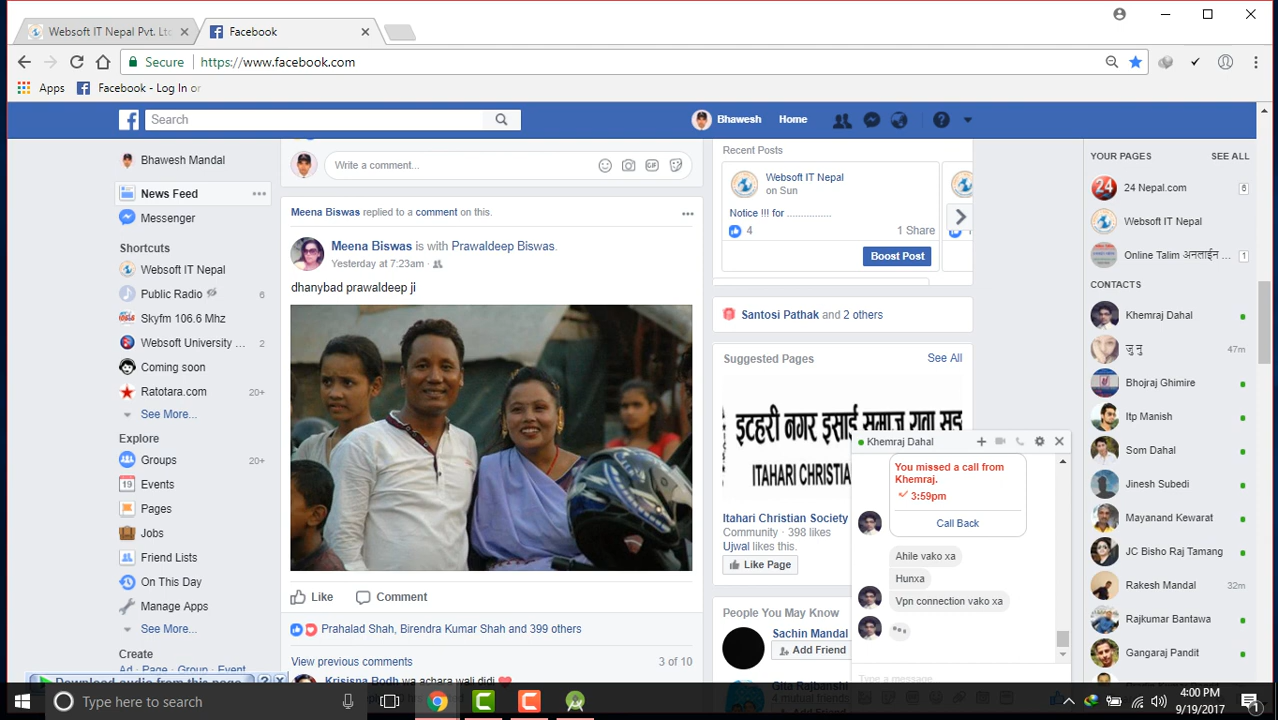 Websoft IT Nepal Pvt. Ltd
Facebook
Secure
https://www.facebook.com
Apps
Facebook - Log In or
Search
Bhawesh
Home
Bhawesh Mandal
News Feed
Messenger
Shortcuts
Websoft IT Nepal
Public Radio
6
Skyfm 106.6 Mhz
Websoft University ...
2
Coming soon
Ratotara.com
20+
See More...
Explore
Groups
20+
19
Events
Pages
Jobs
Friend Lists
On This Day
Manage Apps
See More...
Create
Ad · Page · Group · Event
Download audio from this page
? x
Write a comment...
GIF
Meena Biswas replied to a comment on this.
Meena Biswas is with Prawaldeep Biswas.
Yesterday at 7:23am ·
dhanybad prawaldeep ji
Like
Comment
Prahalad Shah, Birendra Kumar Shah and 399 others
View previous comments
3 of 10
Krisjna Bodh wa achara wali didi
Recent Posts
Websoft IT Nepal
on Sun
Notice !!! for ................
4
1 Share
Boost Post
Santosi Pathak and 2 others
Suggested Pages
See All
इटहरी नगर इसाई समाज
ITAHARI CHRISTIA
Itahari Christian Society
Community · 398 likes
Ujwal likes this.
Like Page
People You May Know
Sachin Mandal
Add Friend
Gita Rajbanshi
4 mutual friends
Add Friend
Khemraj Dahal
You missed a call from
Khemraj.
3:59pm
Call Back
Ahile vako xa
Hunxa
Vpn connection vako xa
Type a message...
YOUR PAGES
SEE ALL
24
24 Nepal.com
6
Websoft IT Nepal
Online Talim अनलाईन ...
1
CONTACTS
Khemraj Dahal
जु नु
47m
Bhojraj Ghimire
Itp Manish
Som Dahal
Jinesh Subedi
Mayanand Kewarat
JC Bisho Raj Tamang
Rakesh Mandal
32m
Rajkumar Bantawa
Gangaraj Pandit
Type here to search
4:00 PM
9/19/2017
1